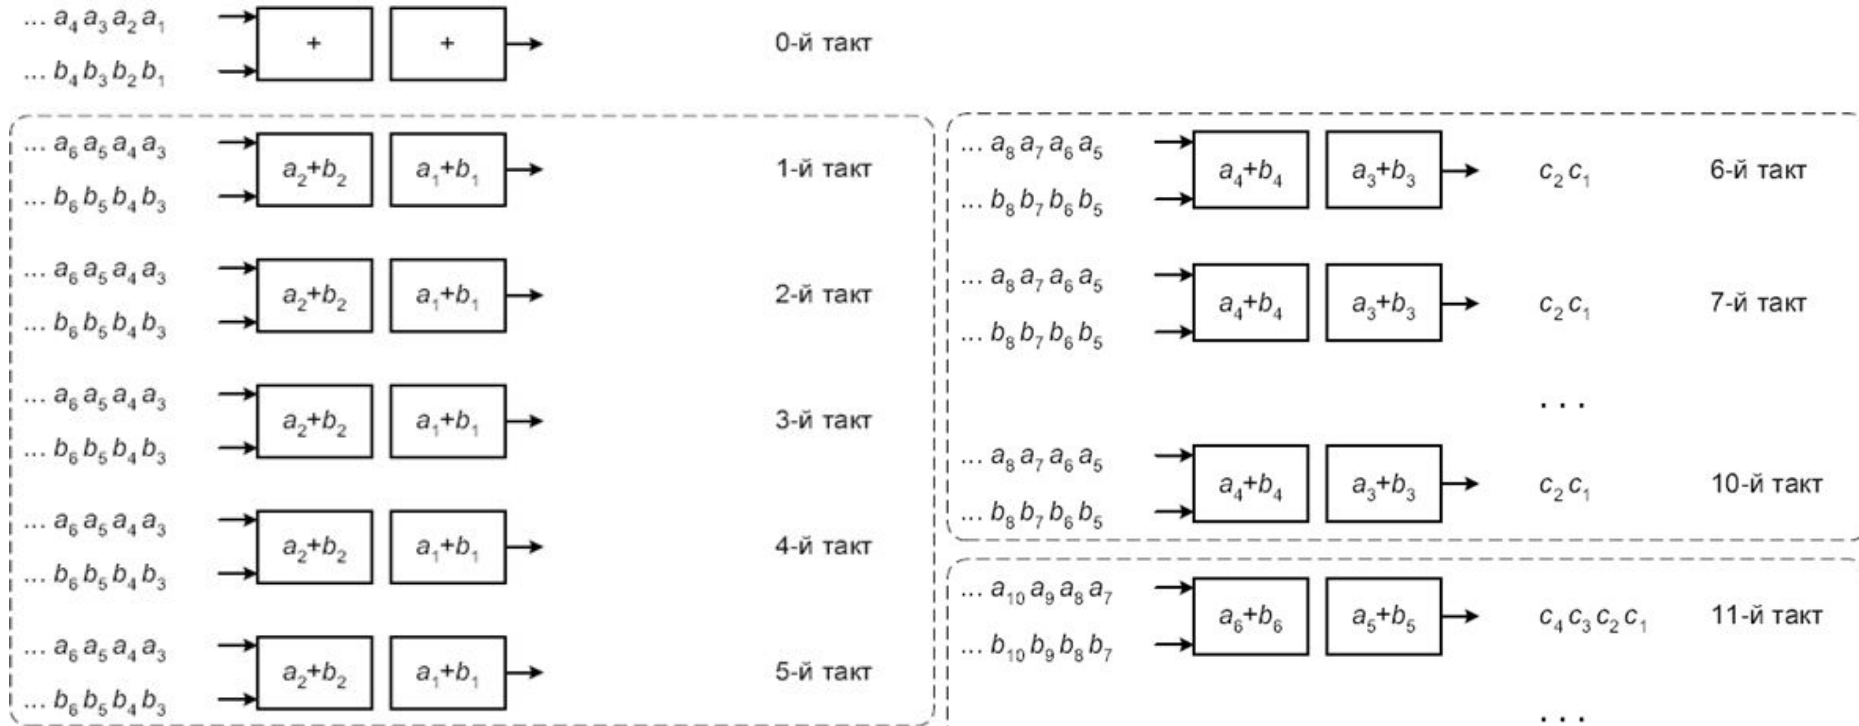 ... a₄ a₃ a₂ a₁
+ + 0-й такт
... b₄ b₃ b₂ b₁
... a₆ a₅ a₄ a₃
a₂+b₂ a₁+b₁ 1-й такт
... b₆ b₅ b₄ b₃
... a₆ a₅ a₄ a₃
a₂+b₂ a₁+b₁ 2-й такт
... b₆ b₅ b₄ b₃
... a₆ a₅ a₄ a₃
a₂+b₂ a₁+b₁ 3-й такт
... b₆ b₅ b₄ b₃
... a₆ a₅ a₄ a₃
a₂+b₂ a₁+b₁ 4-й такт
... b₆ b₅ b₄ b₃
... a₆ a₅ a₄ a₃
a₂+b₂ a₁+b₁ 5-й такт
... b₆ b₅ b₄ b₃
... a₈ a₇ a₆ a₅
a₄+b₄ a₃+b₃ c₂ c₁ 6-й такт
... b₈ b₇ b₆ b₅
... a₈ a₇ a₆ a₅
a₄+b₄ a₃+b₃ c₂ c₁ 7-й такт
... b₈ b₇ b₆ b₅
. . .
... a₈ a₇ a₆ a₅
a₄+b₄ a₃+b₃ c₂ c₁ 10-й такт
... b₈ b₇ b₆ b₅
... a₁₀ a₉ a₈ a₇
a₆+b₆ a₅+b₅ c₄ c₃ c₂ c₁ 11-й такт
... b₁₀ b₉ b₈ b₇
. . .